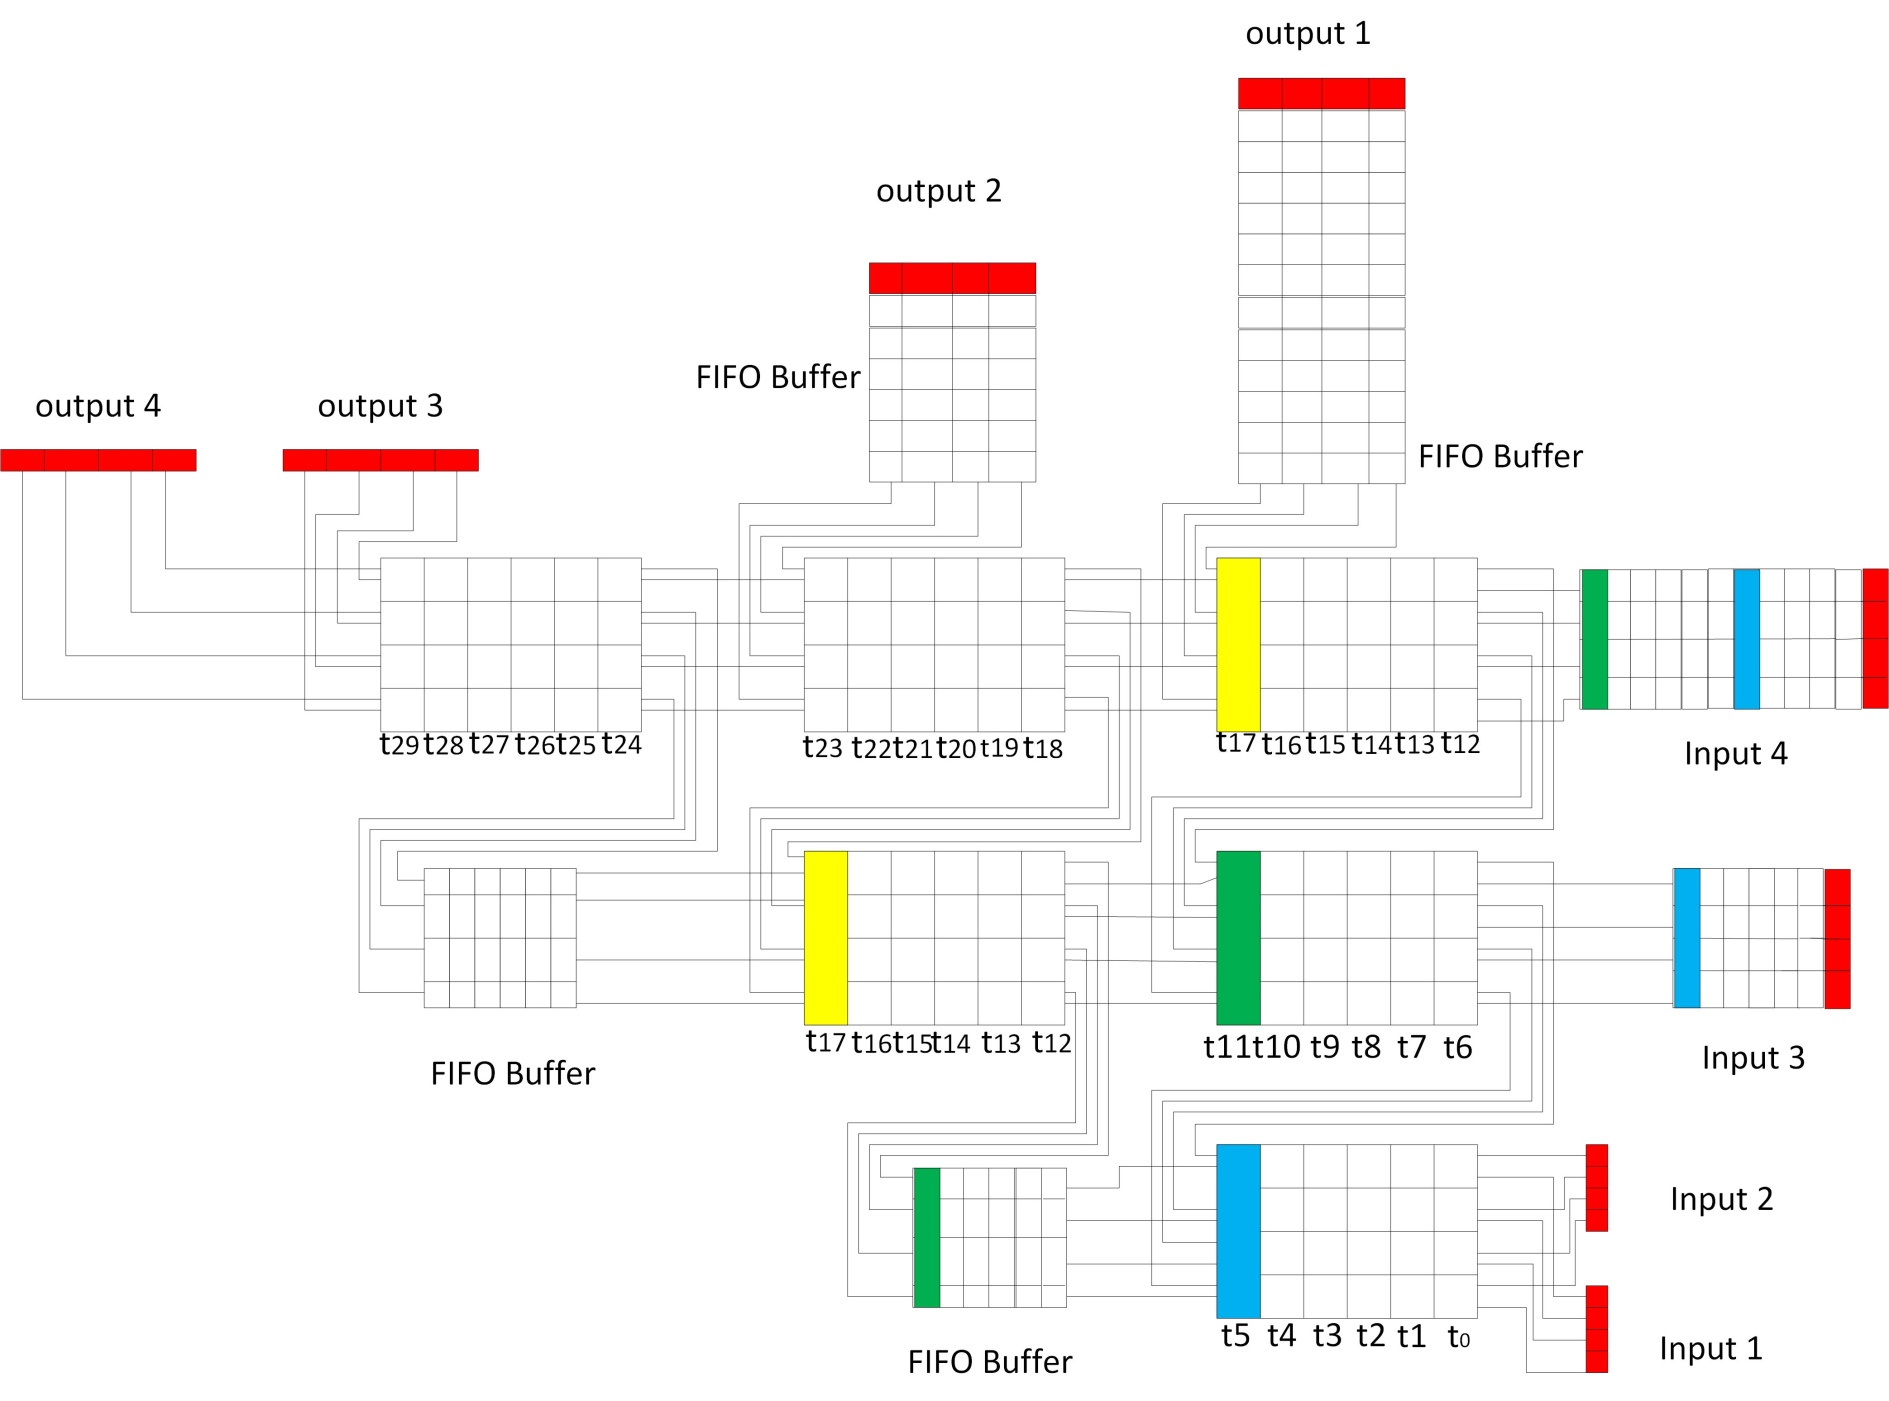 output 1
output 2
FIFO Buffer
output 4
output 3
FIFO Buffer
t29 t28 t27 t26 t25 t24
t23 t22 t21 t20 t19 t18
t17 t16 t15 t14 t13 t12
Input 4
t17 t16 t15 t14 t13 t12
t11 t10 t9 t8 t7 t6
Input 3
FIFO Buffer
Input 2
t5 t4 t3 t2 t1 t0
Input 1
FIFO Buffer